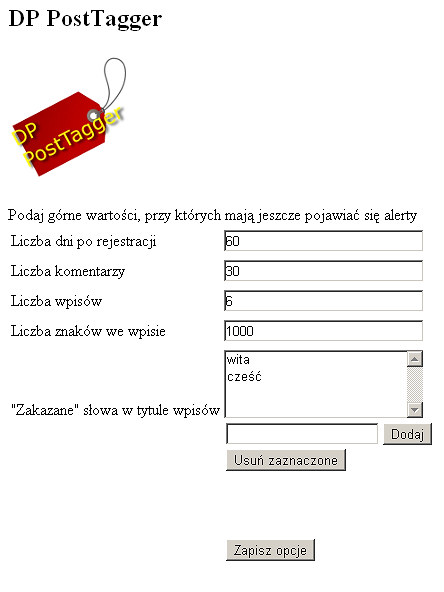 DP PostTagger
DP
PostTagger
Podaj górne wartości, przy których mają jeszcze pojawiać się alerty
Liczba dni po rejestracji 60
Liczba komentarzy 30
Liczba wpisów 6
Liczba znaków we wpisie 1000
wita
cześć
"Zakazane" słowa w tytule wpisów
Dodaj
Usuń zaznaczone
Zapisz opcje